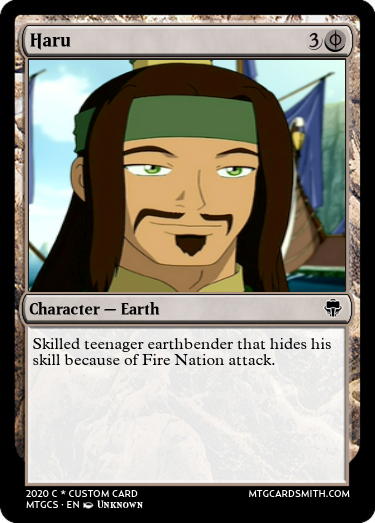 Haru 3
Character — Earth
Skilled teenager earthbender that hides his
skill because of Fire Nation attack.
2020 C * CUSTOM CARD MTGCARDSMITH.COM
MTGCS · EN UNKNOWN